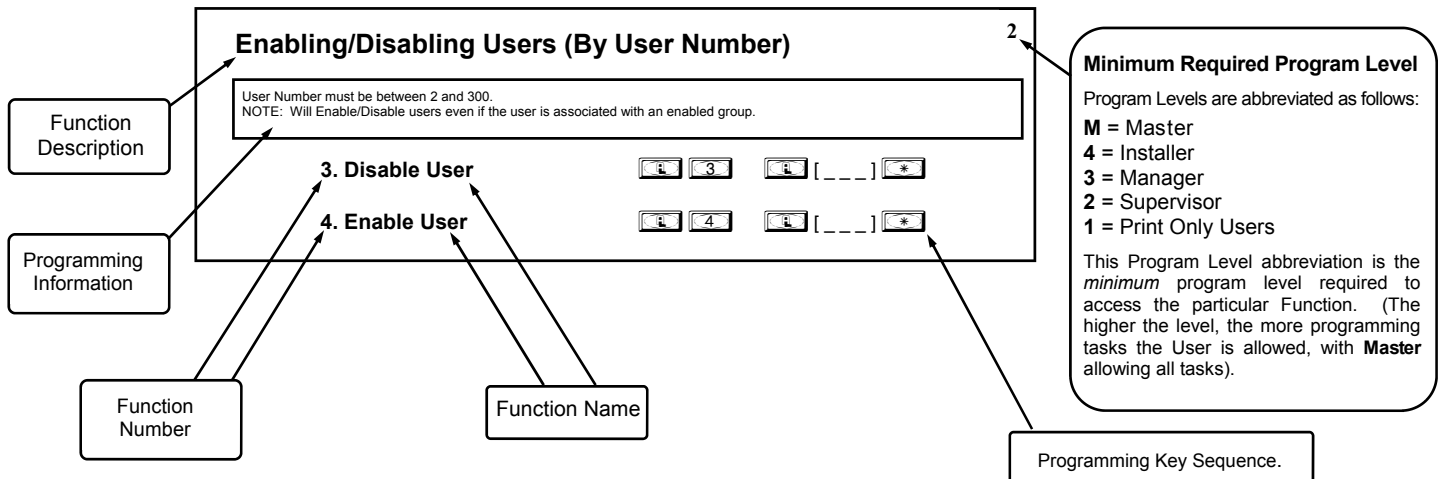 Enabling/Disabling Users (By User Number)
2
User Number must be between 2 and 300.
NOTE: Will Enable/Disable users even if the user is associated with an enabled group.
3. Disable User
3 [ _ _ _ ] *
4. Enable User
4 [ _ _ _ ] *
Function
Description
Programming
Information
Function
Number
Function Name
Programming Key Sequence.
Minimum Required Program Level
Program Levels are abbreviated as follows:
M = Master
4 = Installer
3 = Manager
2 = Supervisor
1 = Print Only Users
This Program Level abbreviation is the
minimum program level required to
access the particular Function. (The
higher the level, the more programming
tasks the User is allowed, with Master
allowing all tasks).